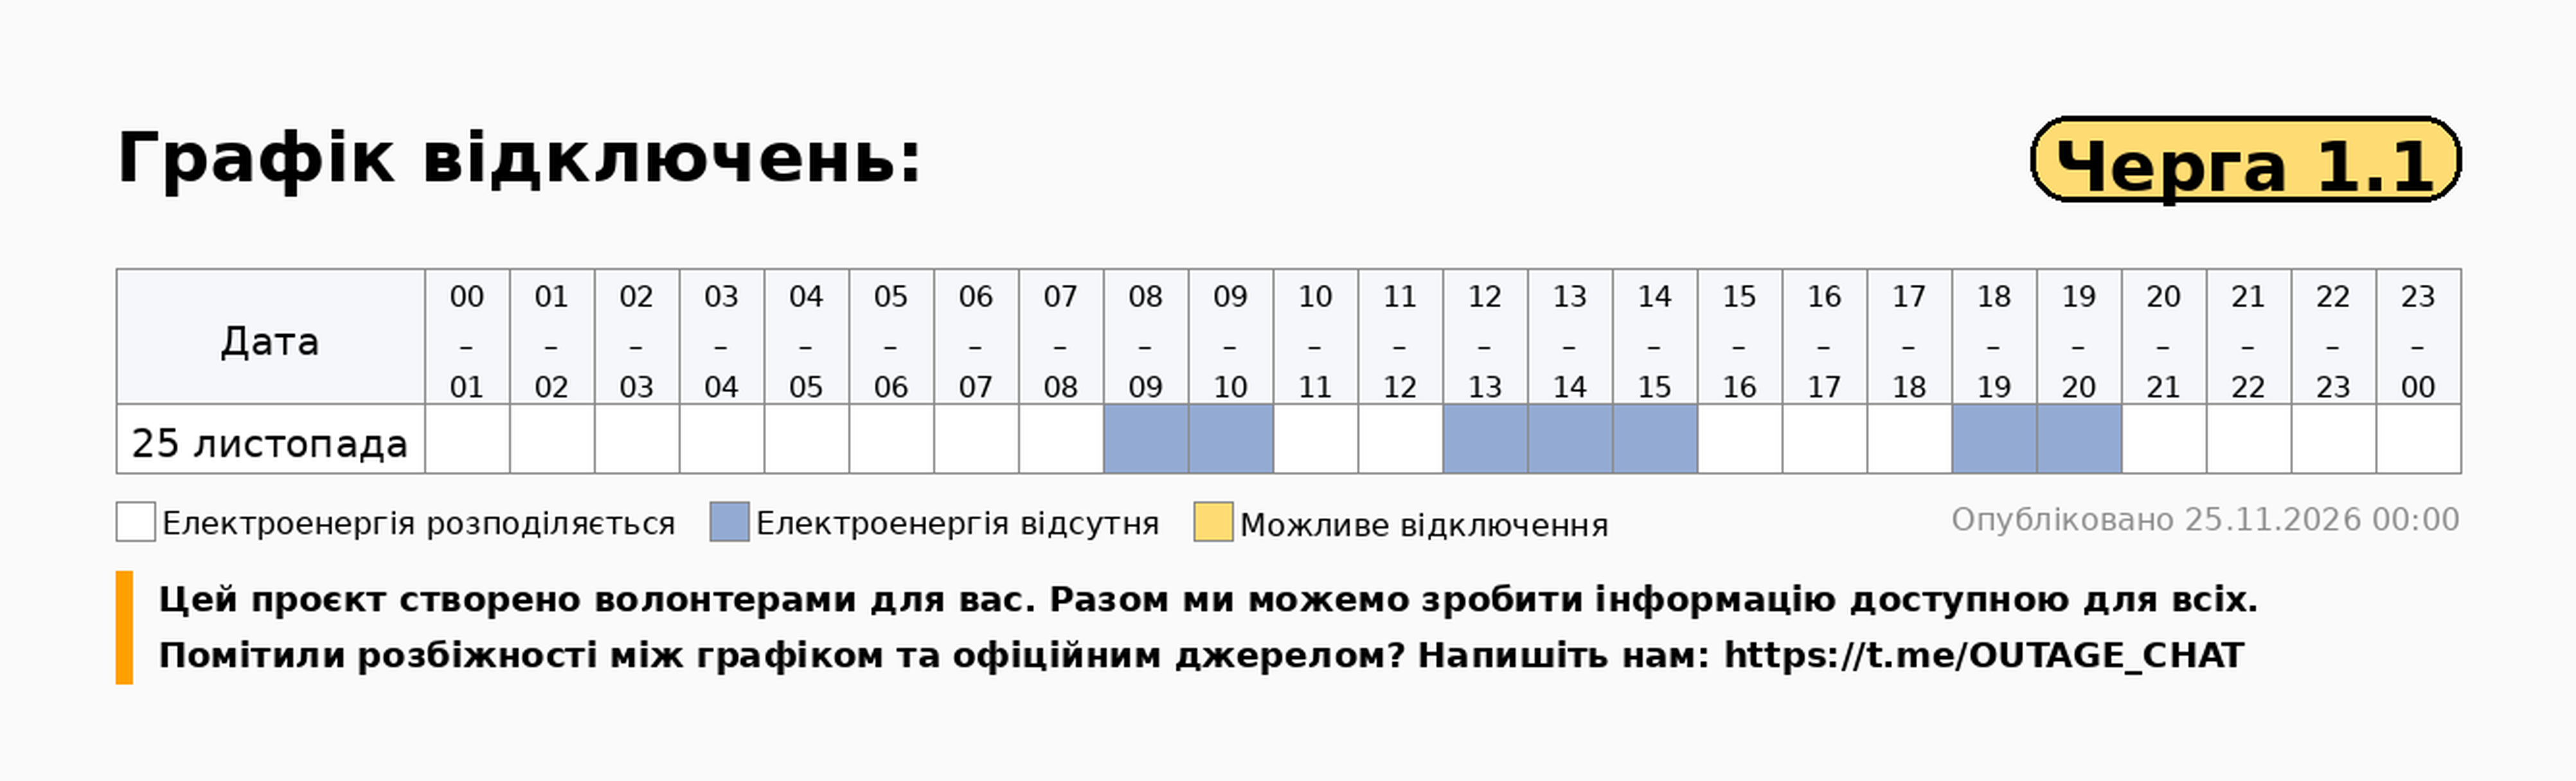 Графік відключень:
Черга 1.1
Дата
00 – 01
01 – 02
02 – 03
03 – 04
04 – 05
05 – 06
06 – 07
07 – 08
08 – 09
09 – 10
10 – 11
11 – 12
12 – 13
13 – 14
14 – 15
15 – 16
16 – 17
17 – 18
18 – 19
19 – 20
20 – 21
21 – 22
22 – 23
23 – 00
25 листопада
Електроенергія розподіляється
Електроенергія відсутня
Можливе відключення
Опубліковано 25.11.2026 00:00
Цей проєкт створено волонтерами для вас. Разом ми можемо зробити інформацію доступною для всіх.
Помітили розбіжності між графіком та офіційним джерелом? Напишіть нам: https://t.me/OUTAGE_CHAT